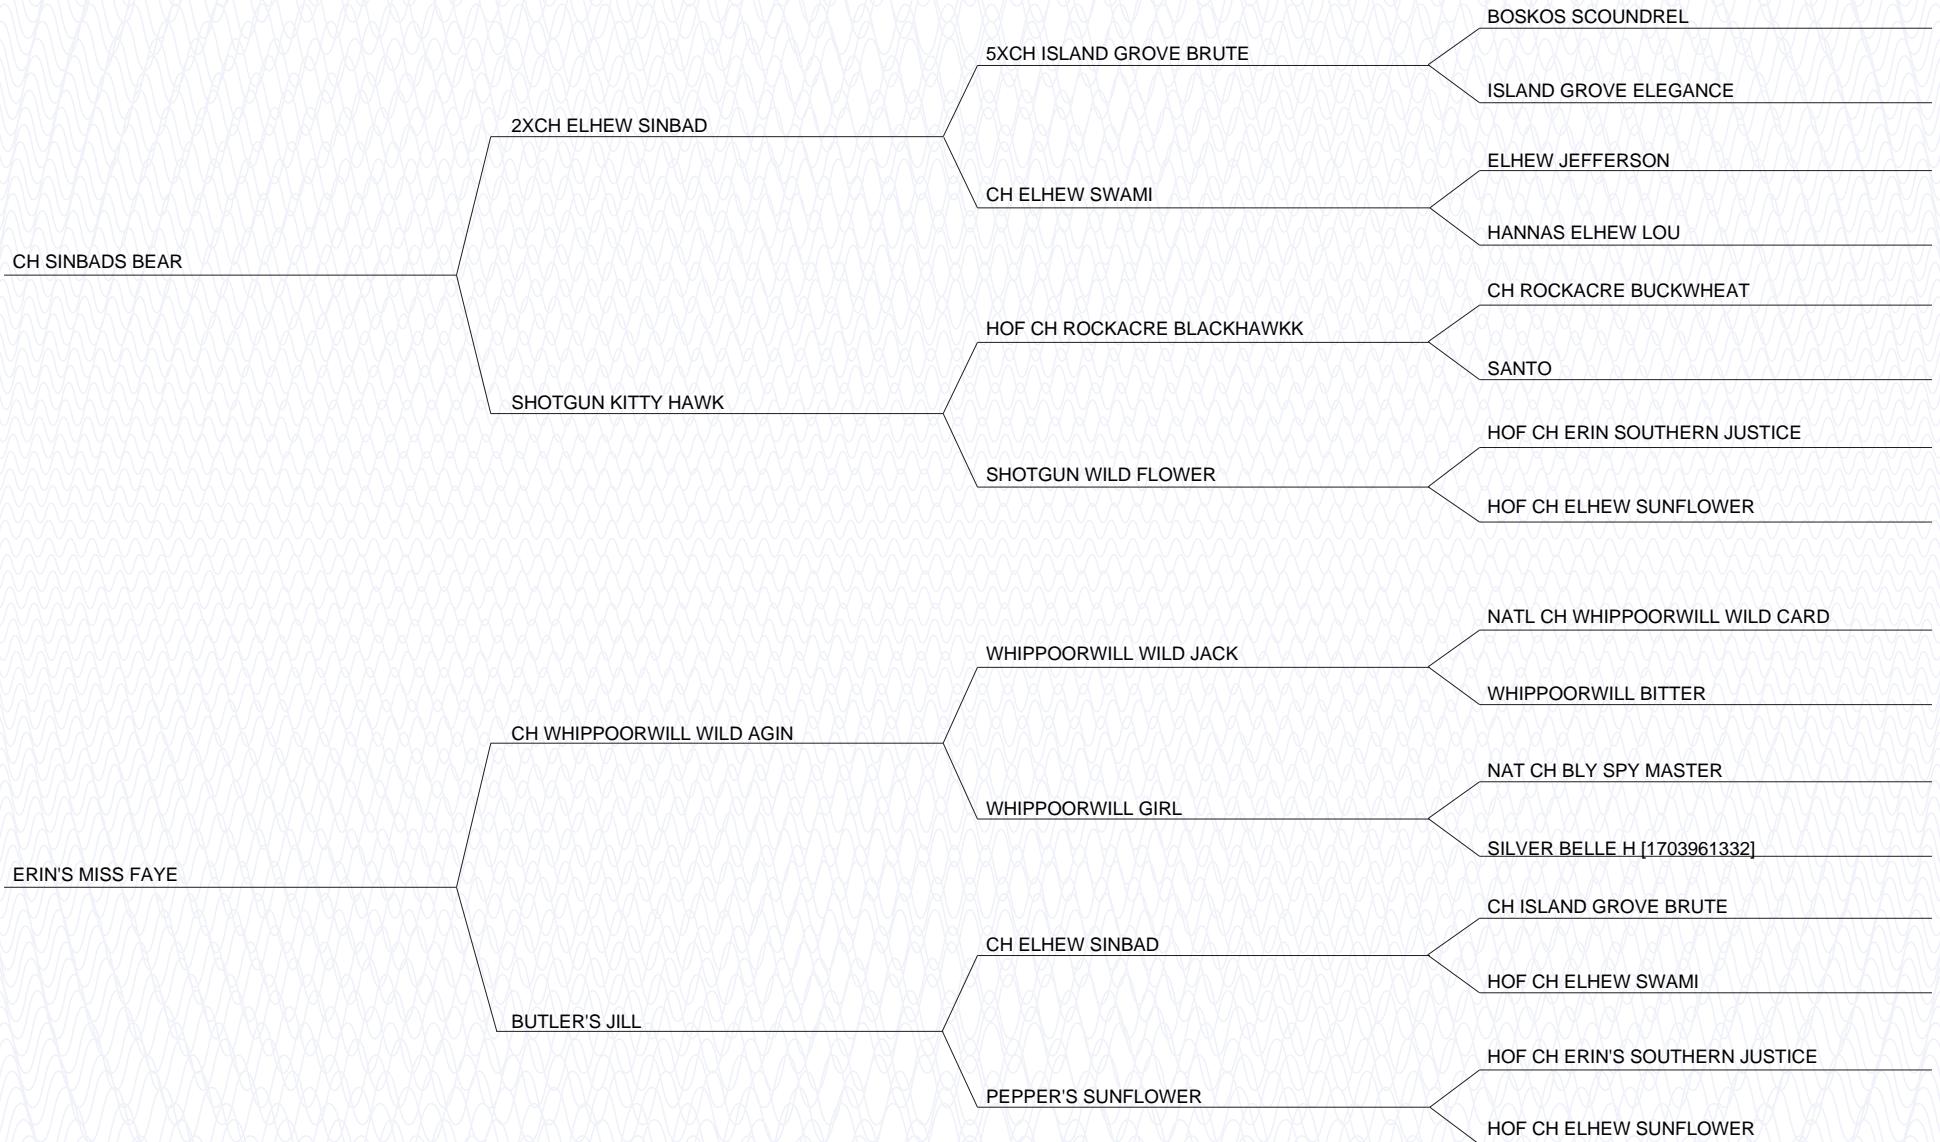 BOSKOS SCOUNDREL
5XCH ISLAND GROVE BRUTE
ISLAND GROVE ELEGANCE
2XCH ELHEW SINBAD
ELHEW JEFFERSON
CH ELHEW SWAMI
HANNAS ELHEW LOU
CH SINBADS BEAR
CH ROCKACRE BUCKWHEAT
HOF CH ROCKACRE BLACKHAWKK
SANTO
SHOTGUN KITTY HAWK
HOF CH ERIN SOUTHERN JUSTICE
SHOTGUN WILD FLOWER
HOF CH ELHEW SUNFLOWER
NATL CH WHIPPOORWILL WILD CARD
WHIPPOORWILL WILD JACK
WHIPPOORWILL BITTER
CH WHIPPOORWILL WILD AGIN
NAT CH BLY SPY MASTER
WHIPPOORWILL GIRL
SILVER BELLE H [1703961332]
ERIN'S MISS FAYE
CH ISLAND GROVE BRUTE
CH ELHEW SINBAD
HOF CH ELHEW SWAMI
BUTLER'S JILL
HOF CH ERIN'S SOUTHERN JUSTICE
PEPPER'S SUNFLOWER
HOF CH ELHEW SUNFLOWER